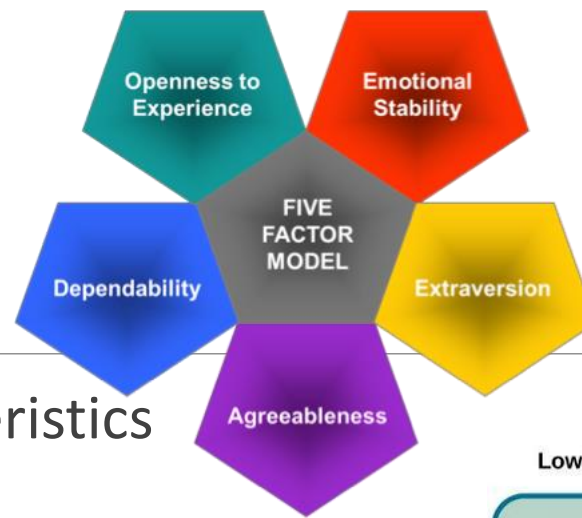 Openness to
Experience
Emotional
Stability
FIVE
FACTOR
MODEL
Dependability
Extraversion
Agreeableness
eristics
Low